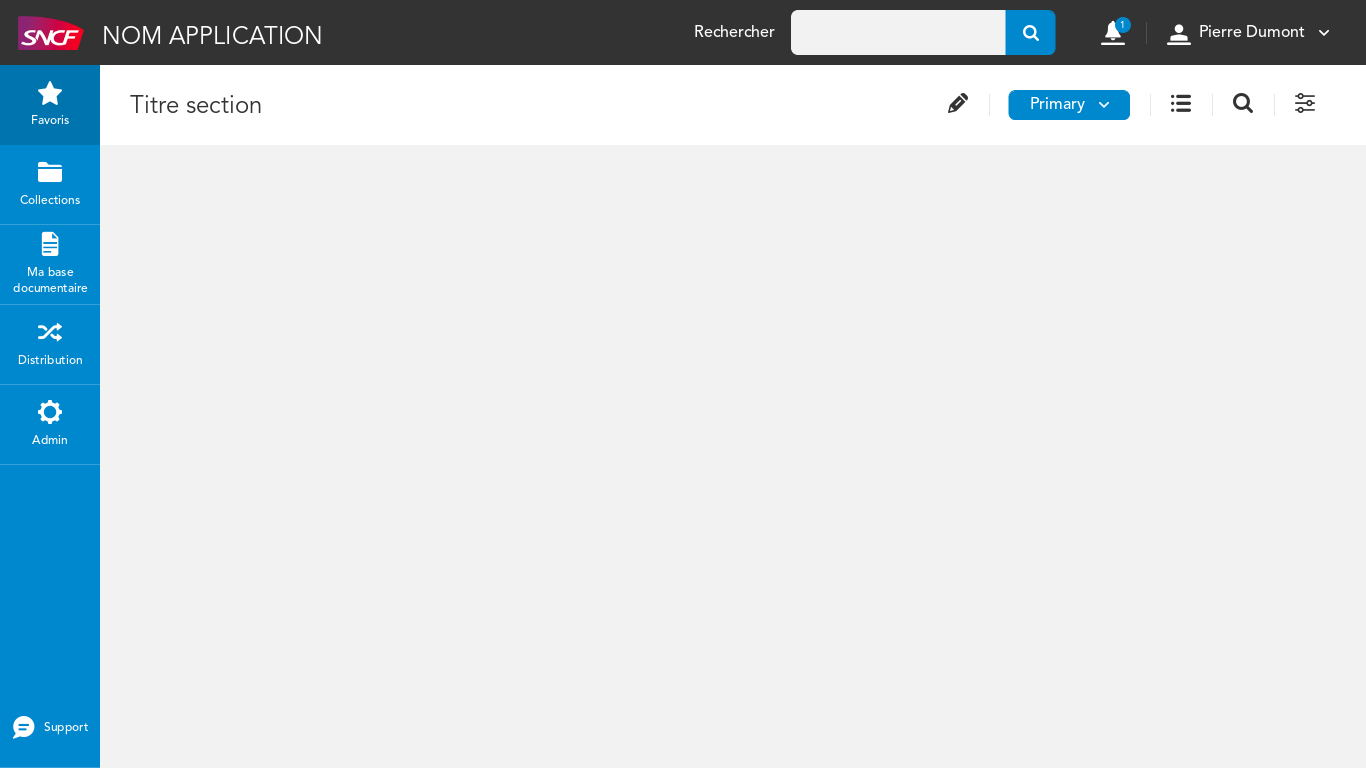 SNCF
NOM APPLICATION
Rechercher
1
Pierre Dumont
Favoris
Titre section
Primary
Collections
Ma base
documentaire
Distribution
Admin
Support